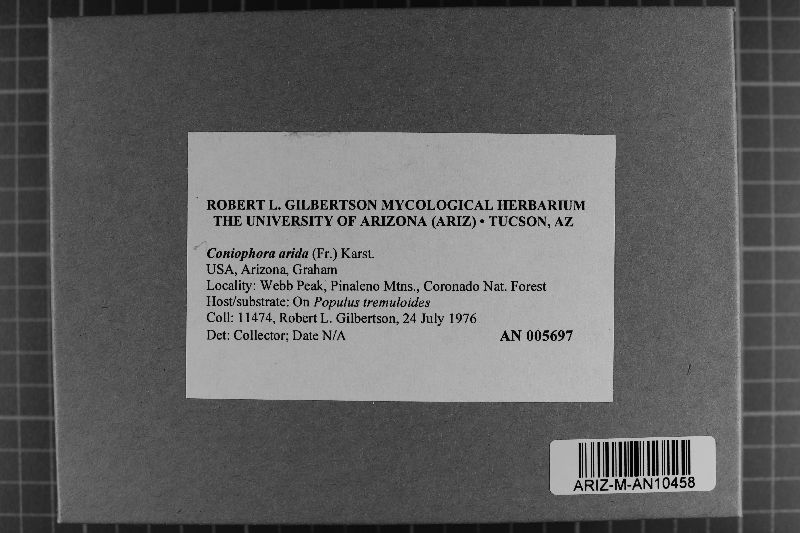 ROBERT L. GILBERTSON MYCOLOGICAL HERBARIUM
THE UNIVERSITY OF ARIZONA (ARIZ) • TUCSON, AZ
Coniophora arida (Fr.) Karst.
USA, Arizona, Graham
Locality: Webb Peak, Pinaleno Mtns., Coronado Nat. Forest
Host/substrate: On Populus tremuloides
Coll: 11474, Robert L. Gilbertson, 24 July 1976
Det: Collector; Date N/A AN 005697
ARIZ-M-AN10458